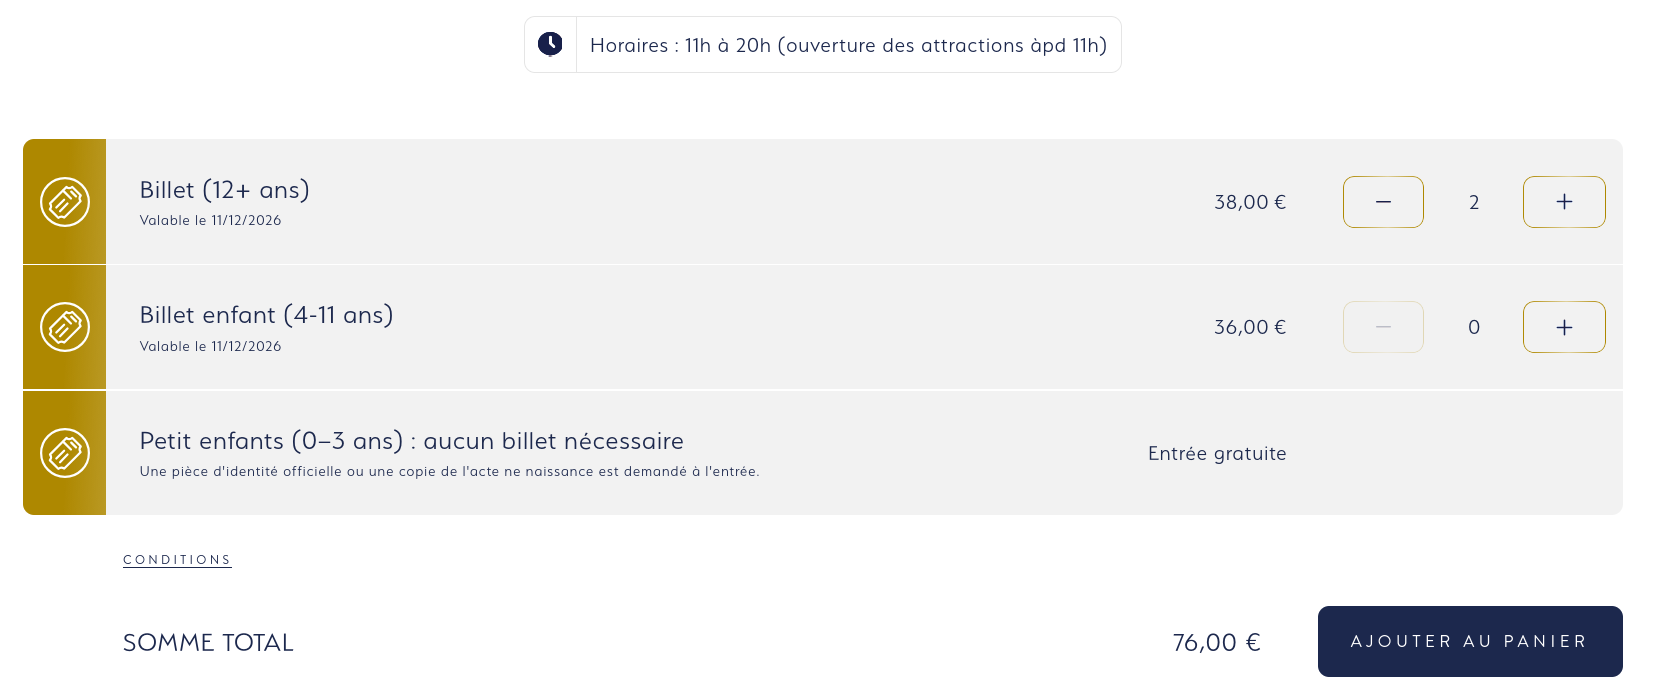 Horaires : 11h à 20h (ouverture des attractions àpd 11h)
Billet (12+ ans)
Valable le 11/12/2026
38,00 €
−
2
+
Billet enfant (4-11 ans)
Valable le 11/12/2026
36,00 €
−
0
+
Petit enfants (0–3 ans) : aucun billet nécessaire
Une pièce d'identité officielle ou une copie de l'acte ne naissance est demandé à l'entrée.
Entrée gratuite
CONDITIONS
SOMME TOTAL
76,00 €
AJOUTER AU PANIER